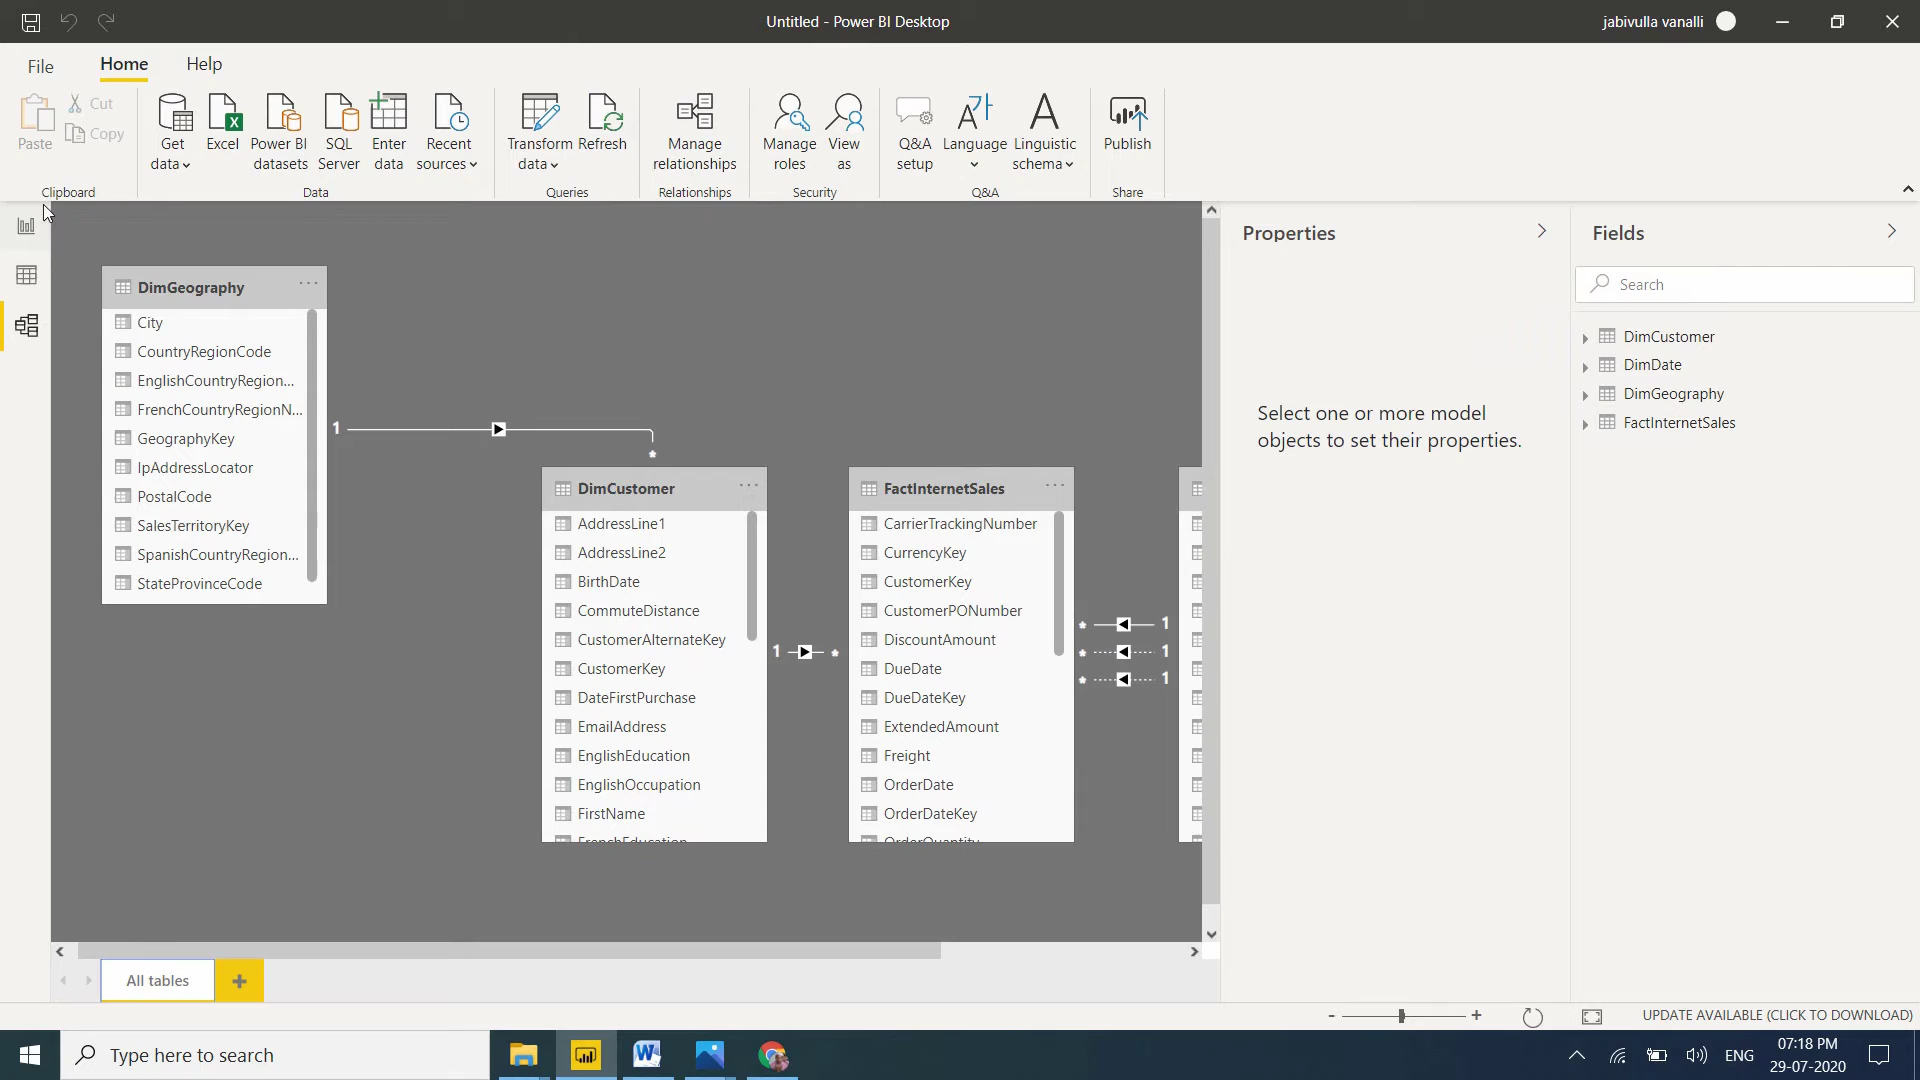 Untitled - Power BI Desktop
jabivulla vanalli
File
Home
Help
Paste
Cut
Copy
Clipboard
Get data
Excel
Power BI datasets
SQL Server
Enter data
Recent sources
Data
Transform data
Refresh
Queries
Manage relationships
Relationships
Manage roles
View as
Security
Q&A setup
Language
Linguistic schema
Q&A
Publish
Share
DimGeography
City
CountryRegionCode
EnglishCountryRegion...
FrenchCountryRegionN...
GeographyKey
IpAddressLocator
PostalCode
SalesTerritoryKey
SpanishCountryRegion...
StateProvinceCode
1
*
DimCustomer
AddressLine1
AddressLine2
BirthDate
CommuteDistance
CustomerAlternateKey
CustomerKey
DateFirstPurchase
EmailAddress
EnglishEducation
EnglishOccupation
FirstName
FrenchEducation
1
*
FactInternetSales
CarrierTrackingNumber
CurrencyKey
CustomerKey
CustomerPONumber
DiscountAmount
DueDate
DueDateKey
ExtendedAmount
Freight
OrderDate
OrderDateKey
OrderQuantity
* 1
* 1
* 1
Properties
Select one or more model
objects to set their properties.
Fields
Search
DimCustomer
DimDate
DimGeography
FactInternetSales
All tables
UPDATE AVAILABLE (CLICK TO DOWNLOAD)
Type here to search
ENG
07:18 PM
29-07-2020